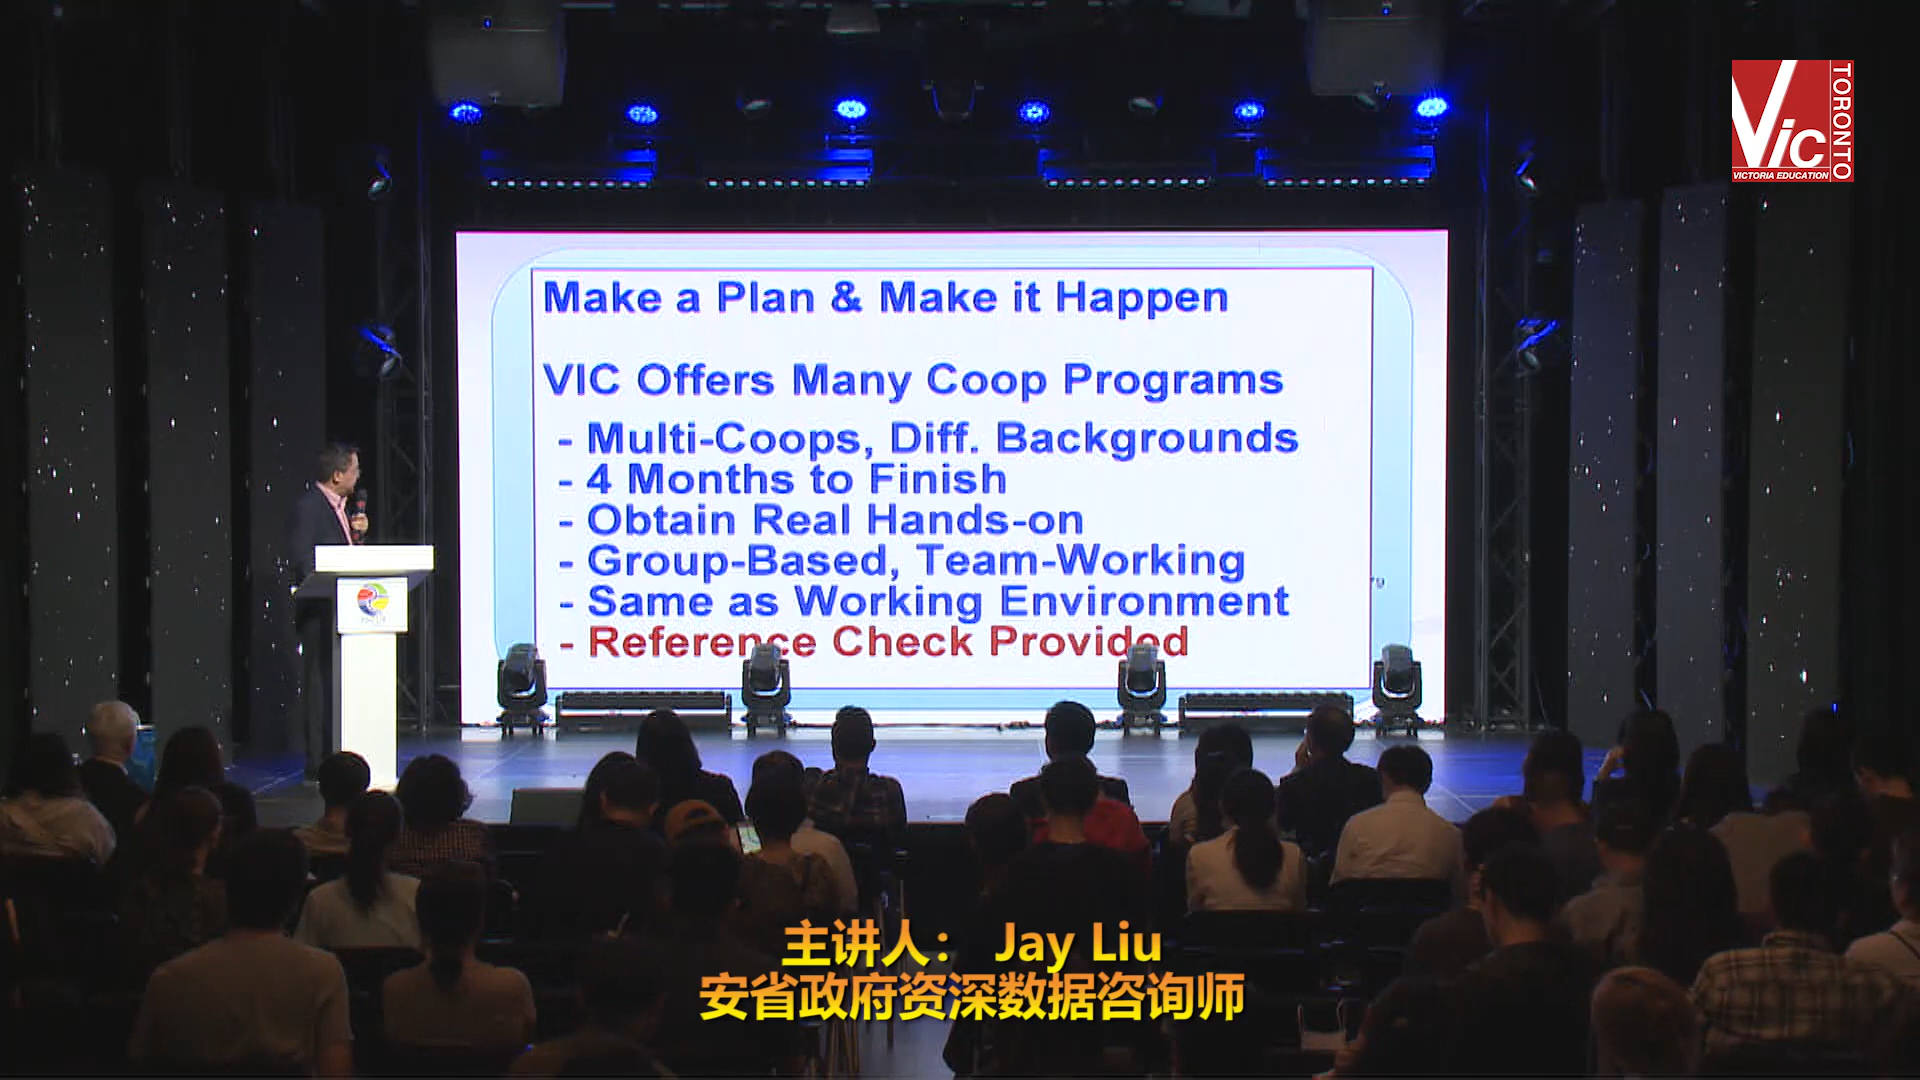 Vic
TORONTO
VICTORIA EDUCATION
Make a Plan & Make it Happen
VIC Offers Many Coop Programs
- Multi-Coops, Diff. Backgrounds
- 4 Months to Finish
- Obtain Real Hands-on
- Group-Based, Team-Working
- Same as Working Environment
- Reference Check Provided
主讲人： Jay Liu
安省政府资深数据咨询师